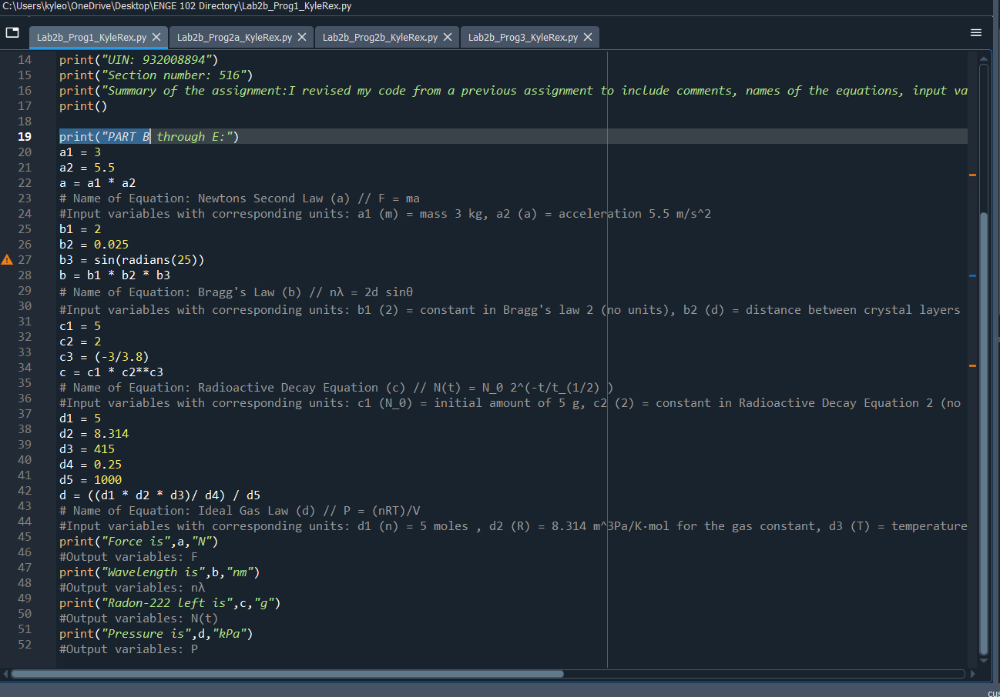 C:\Users\kyleo\OneDrive\Desktop\ENGE 102 Directory\Lab2b_Prog1_KyleRex.py
Lab2b_Prog1_KyleRex.py Lab2b_Prog2a_KyleRex.py Lab2b_Prog2b_KyleRex.py Lab2b_Prog3_KyleRex.py
14 print("UIN: 932008894")
15 print("Section number: 516")
16 print("Summary of the assignment:I revised my code from a previous assignment to include comments, names of the equations, input va
17 print()
18
19 print("PART B through E:")
20 a1 = 3
21 a2 = 5.5
22 a = a1 * a2
23 # Name of Equation: Newtons Second Law (a) // F = ma
24 #Input variables with corresponding units: a1 (m) = mass 3 kg, a2 (a) = acceleration 5.5 m/s^2
25 b1 = 2
26 b2 = 0.025
27 b3 = sin(radians(25))
28 b = b1 * b2 * b3
29 # Name of Equation: Bragg's Law (b) // nλ = 2d sinθ
30 #Input variables with corresponding units: b1 (2) = constant in Bragg's law 2 (no units), b2 (d) = distance between crystal layers
31 c1 = 5
32 c2 = 2
33 c3 = (-3/3.8)
34 c = c1 * c2**c3
35 # Name of Equation: Radioactive Decay Equation (c) // N(t) = N_0 2^(-t/t_(1/2) )
36 #Input variables with corresponding units: c1 (N_0) = initial amount of 5 g, c2 (2) = constant in Radioactive Decay Equation 2 (no
37 d1 = 5
38 d2 = 8.314
39 d3 = 415
40 d4 = 0.25
41 d5 = 1000
42 d = ((d1 * d2 * d3)/ d4) / d5
43 # Name of Equation: Ideal Gas Law (d) // P = (nRT)/V
44 #Input variables with corresponding units: d1 (n) = 5 moles , d2 (R) = 8.314 m^3Pa/K·mol for the gas constant, d3 (T) = temperature
45 print("Force is",a,"N")
46 #Output variables: F
47 print("Wavelength is",b,"nm")
48 #Output variables: nλ
49 print("Radon-222 left is",c,"g")
50 #Output variables: N(t)
51 print("Pressure is",d,"kPa")
52 #Output variables: P
cus